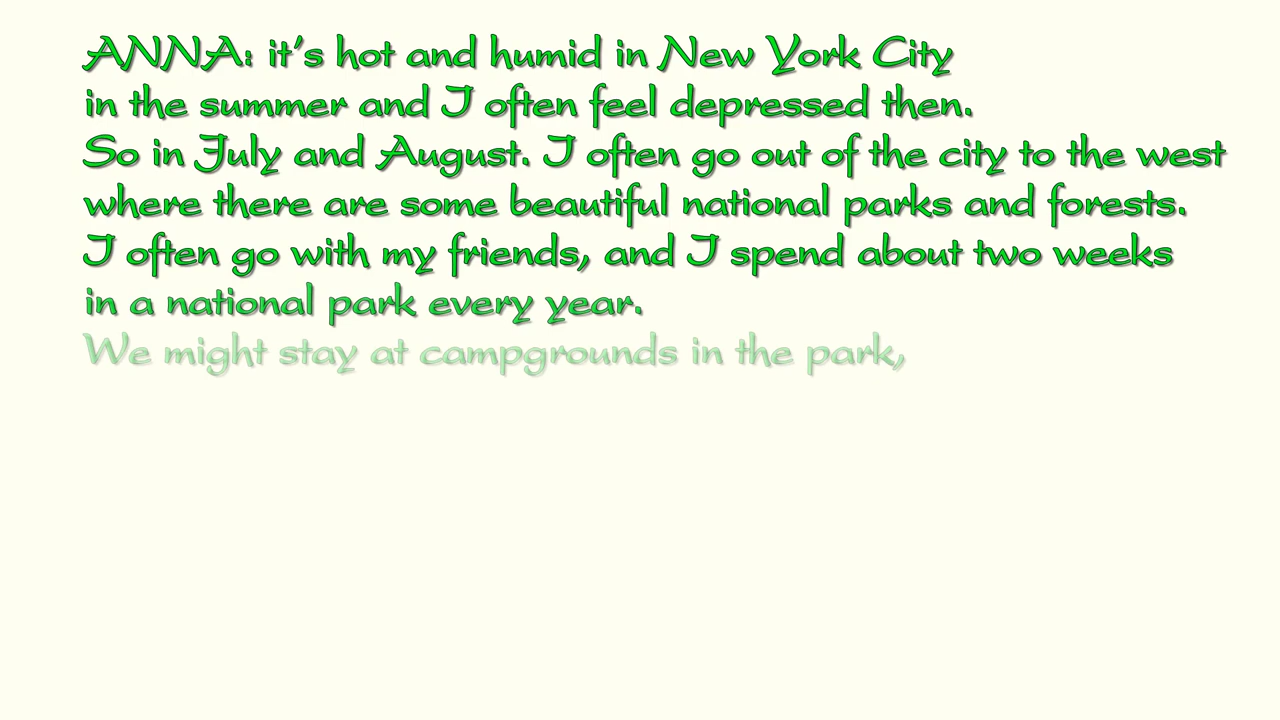 ANNA: it's hot and humid in New York City
in the summer and I often feel depressed then.
So in July and August. I often go out of the city to the west
where there are some beautiful national parks and forests.
I often go with my friends, and I spend about two weeks
in a national park every year.
We might stay at campgrounds in the park,